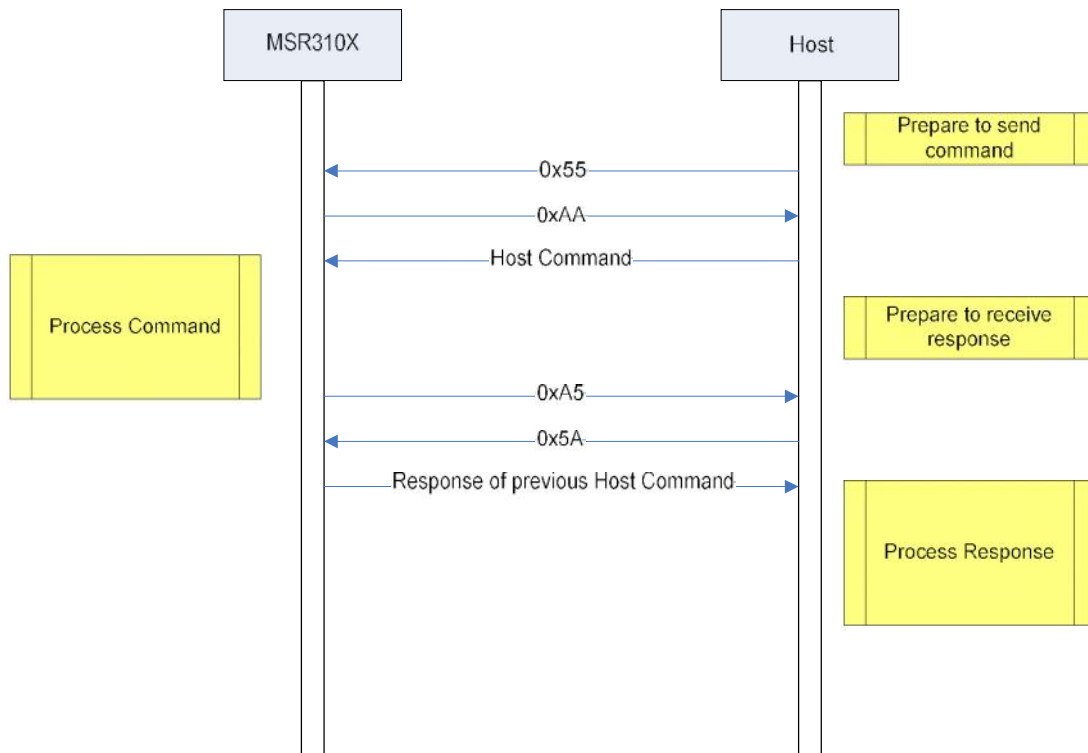 MSR310X
Host
Prepare to send
command
0x55
0xAA
Host Command
Process Command
Prepare to receive
response
0xA5
0x5A
Response of previous Host Command
Process Response